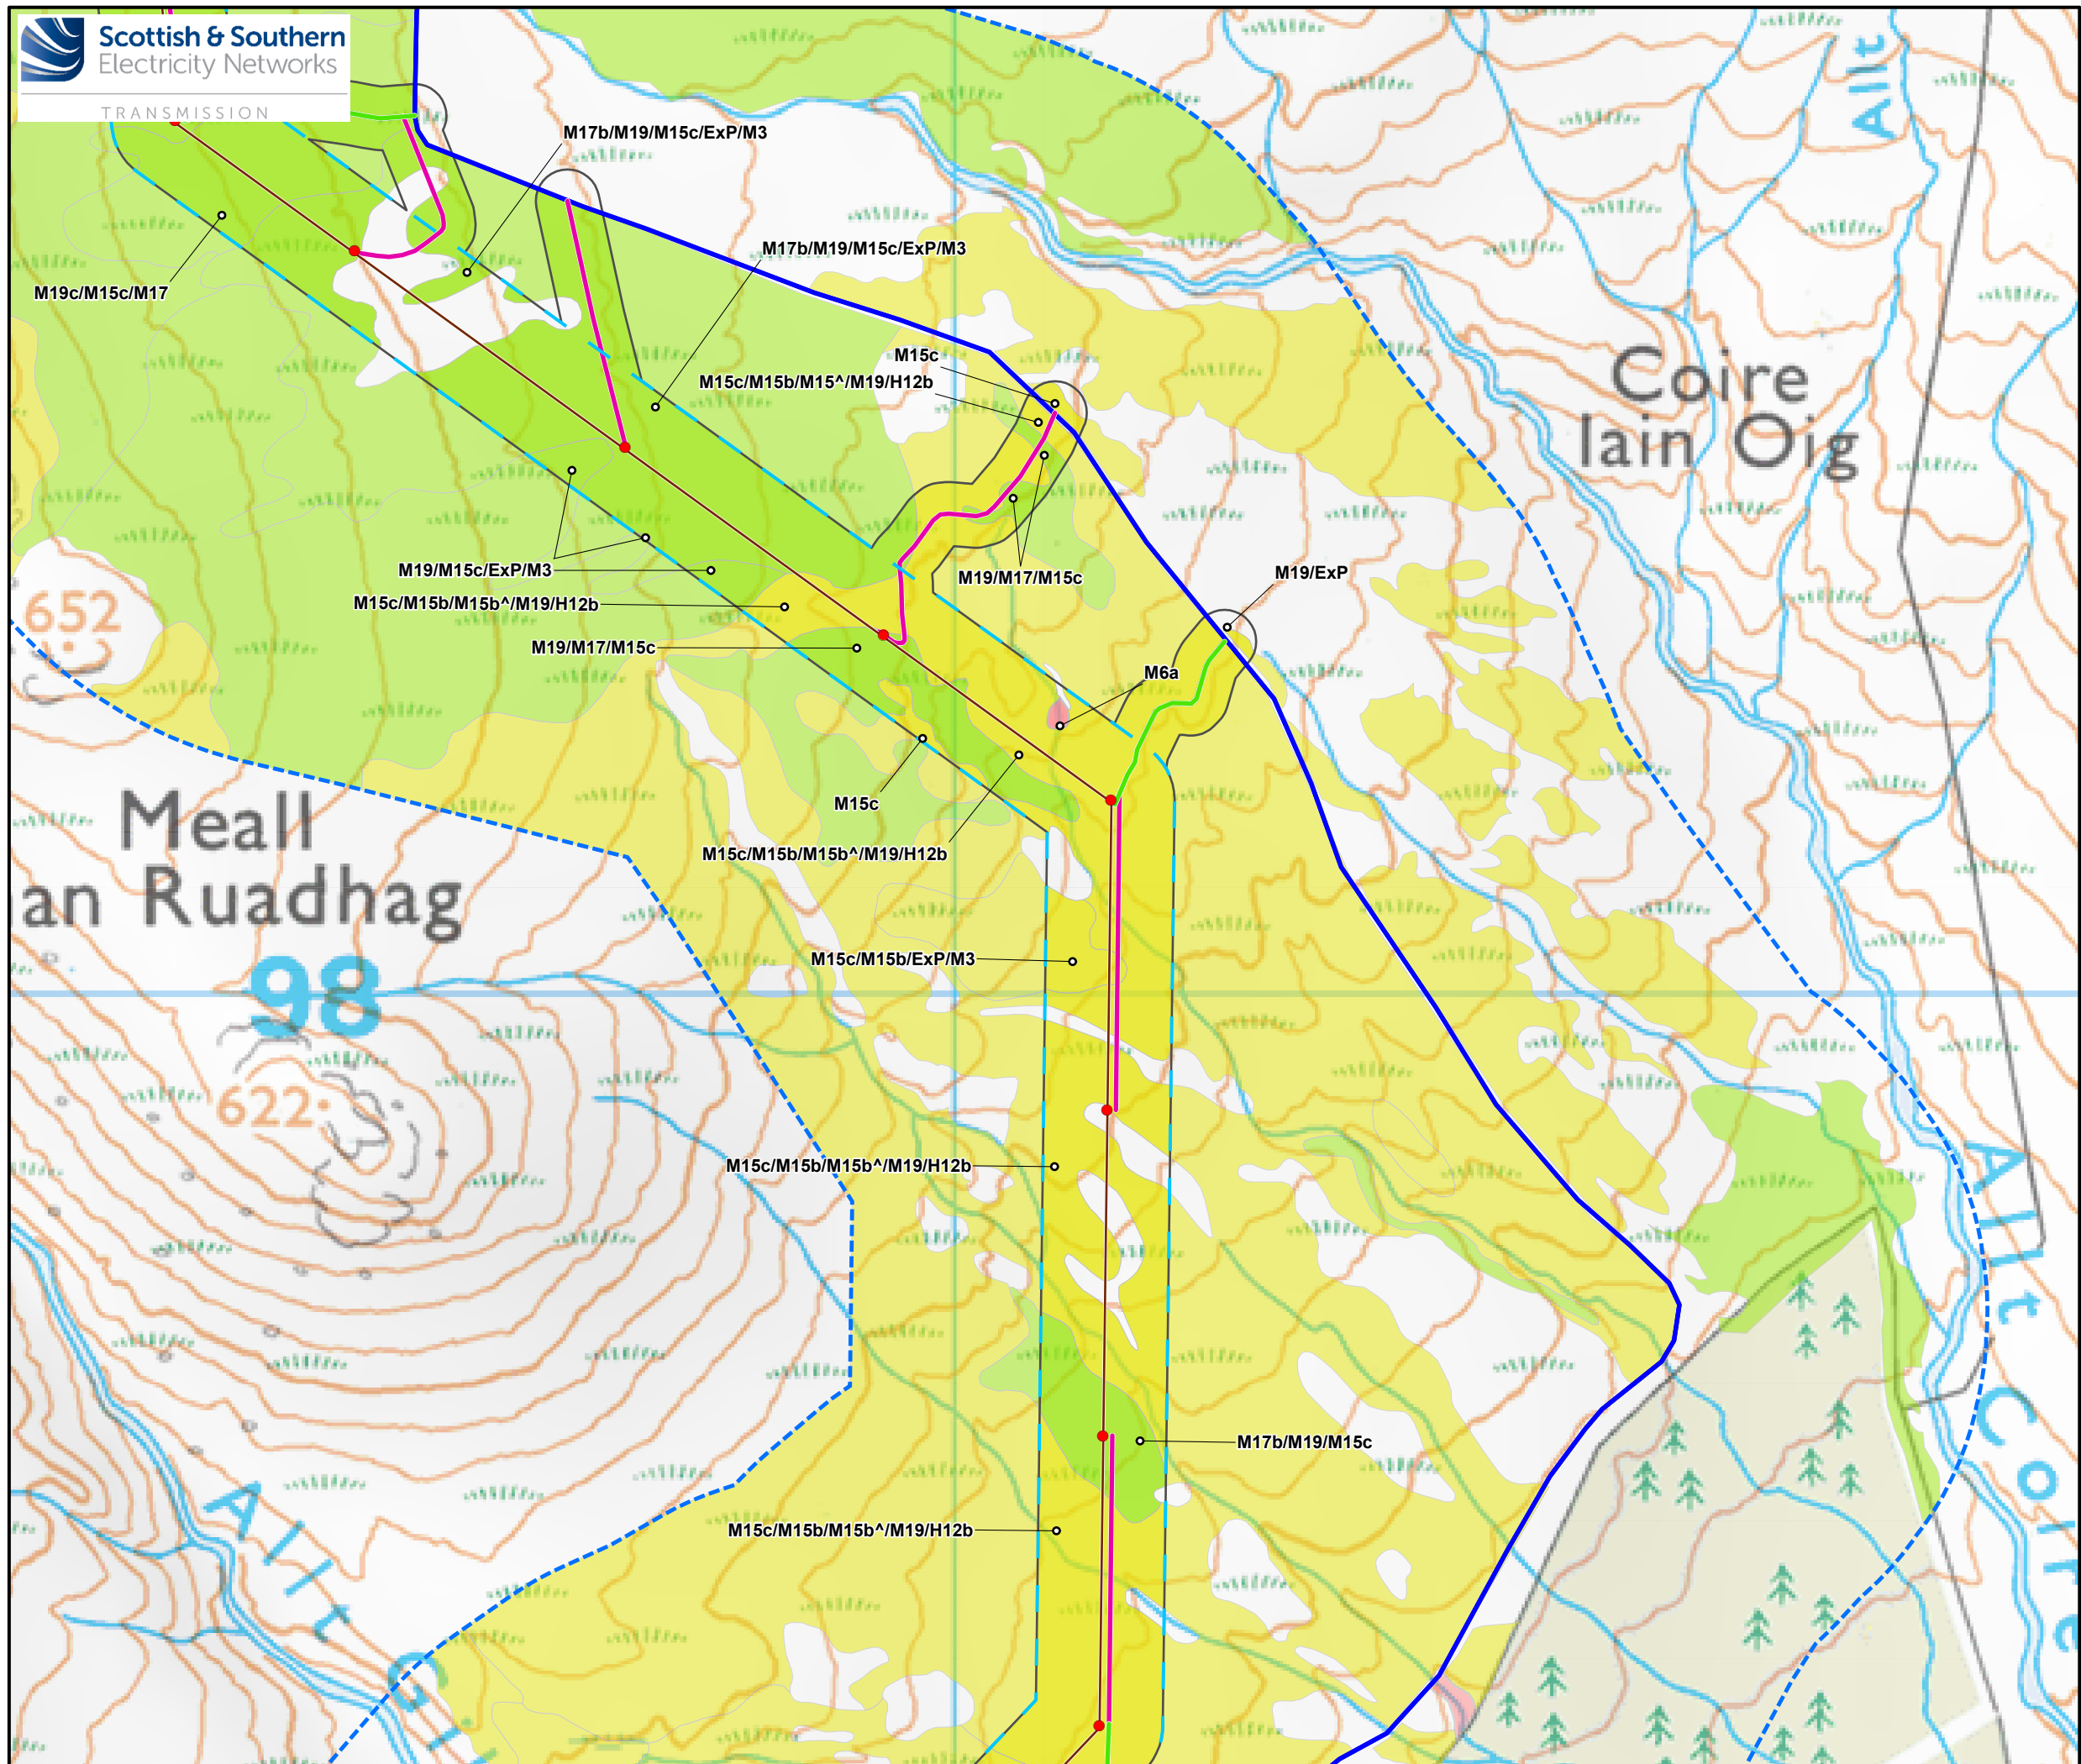 Scottish & Southern
Electricity Networks
TRANSMISSION
Allt
M17b/M19/M15c/ExP/M3
M17b/M19/M15c/ExP/M3
M19c/M15c/M17
M15c
M15c/M15b/M15^/M19/H12b
Coire
Iain Oig
M19/M15c/ExP/M3
M19/M17/M15c
M19/ExP
M15c/M15b/M15b^/M19/H12b
652
M19/M17/M15c
M6a
M15c
Meall
an Ruadhag
M15c/M15b/M15b^/M19/H12b
98
M15c/M15b/ExP/M3
622
M15c/M15b/M15b^/M19/H12b
Allt Coire
M17b/M19/M15c
M15c/M15b/M15b^/M19/H12b
Allt